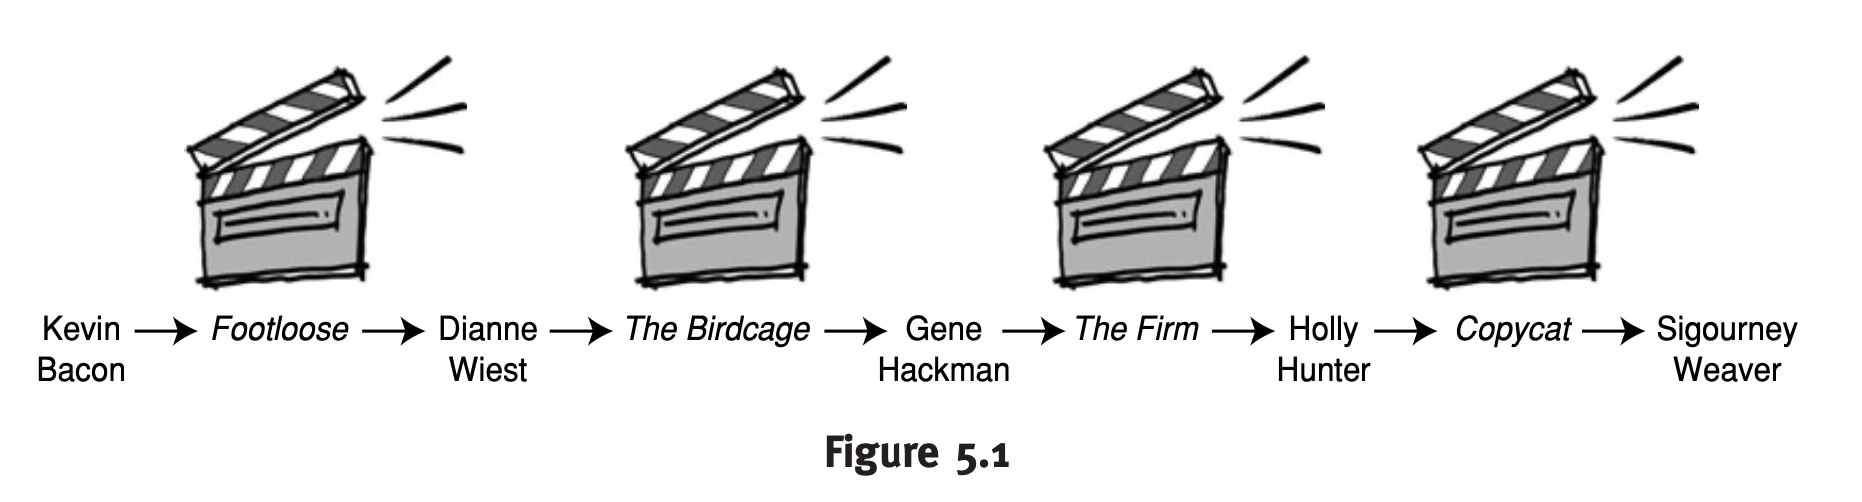 Kevin Footloose Dianne The Birdcage Gene The Firm Holly Copycat Sigourney
Bacon Wiest Hackman Hunter Weaver
Figure 5.1